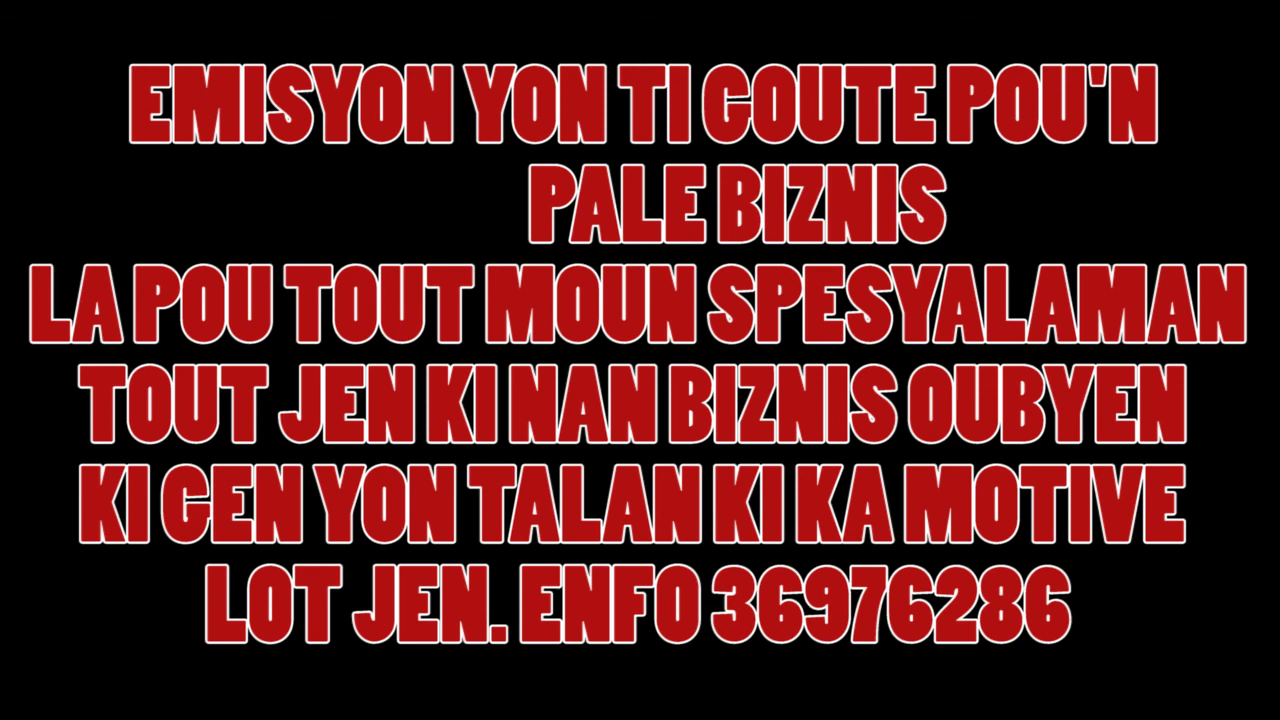 EMISYON YON TI GOUTE POU'N
PALE BIZNIS
LA POU TOUT MOUN SPESYALAMAN
TOUT JEN KI NAN BIZNIS OUBYEN
KI GEN YON TALAN KI KA MOTIVE
LOT JEN. ENFO 36976286